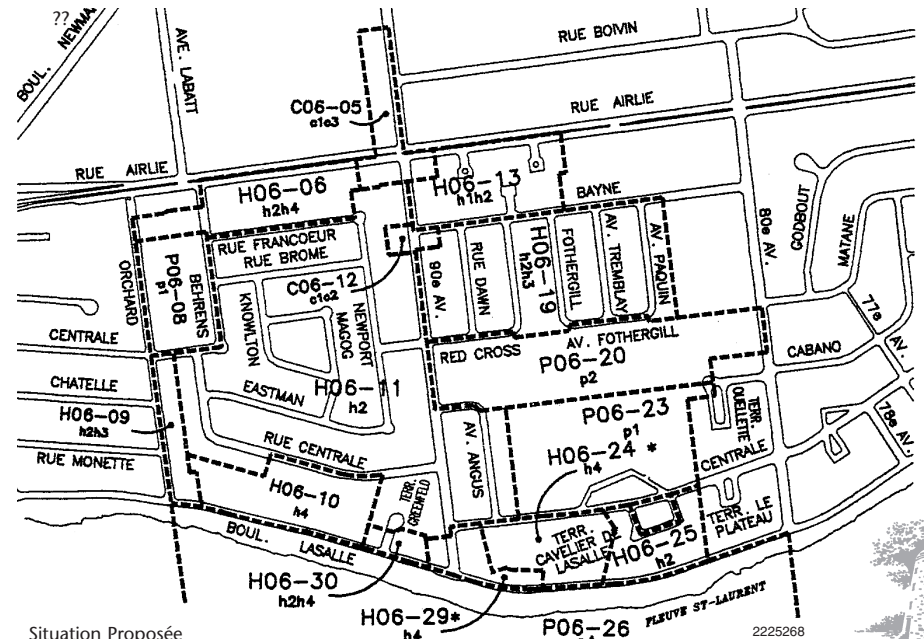 ??
BOUL. NEWMAN
AVE. LABATT
RUE BOIVIN
C06-05
c1c3
RUE AIRLIE
RUE AIRLIE
H06-06
h2h4
H06-13
h1h2
BAYNE
80e AV.
GODBOUT
MATANE
ORCHARD
P06-08
p1
BEHRENS
RUE FRANCOEUR
RUE BROME
C06-12
c1c2
90e AV.
RUE DAWN
H06-19
h2h3
FOTHERGILL
AV. TREMBLAY
AV. PAQUIN
KNOWLTON
MAGOG
NEWPORT
CENTRALE
RED CROSS
AV. FOTHERGILL
P06-20
p2
CABANO
77e AV.
CHATELLE
EASTMAN
H06-11
h2
H06-09
h2h3
P06-23
p1
TERR. OUELLETTE
78e AV.
RUE MONETTE
RUE CENTRALE
AV. ANGUS
H06-24 *
h4
CENTRALE
H06-10
h4
TERR. GREENFELD
BOUL. LASALLE
TERR. CAVELIER DE LASALLE
H06-25
h2
TERR. LE PLATEAU
H06-30
h2h4
H06-29*
h4
P06-26
FLEUVE ST-LAURENT
Situation Proposée
2225268